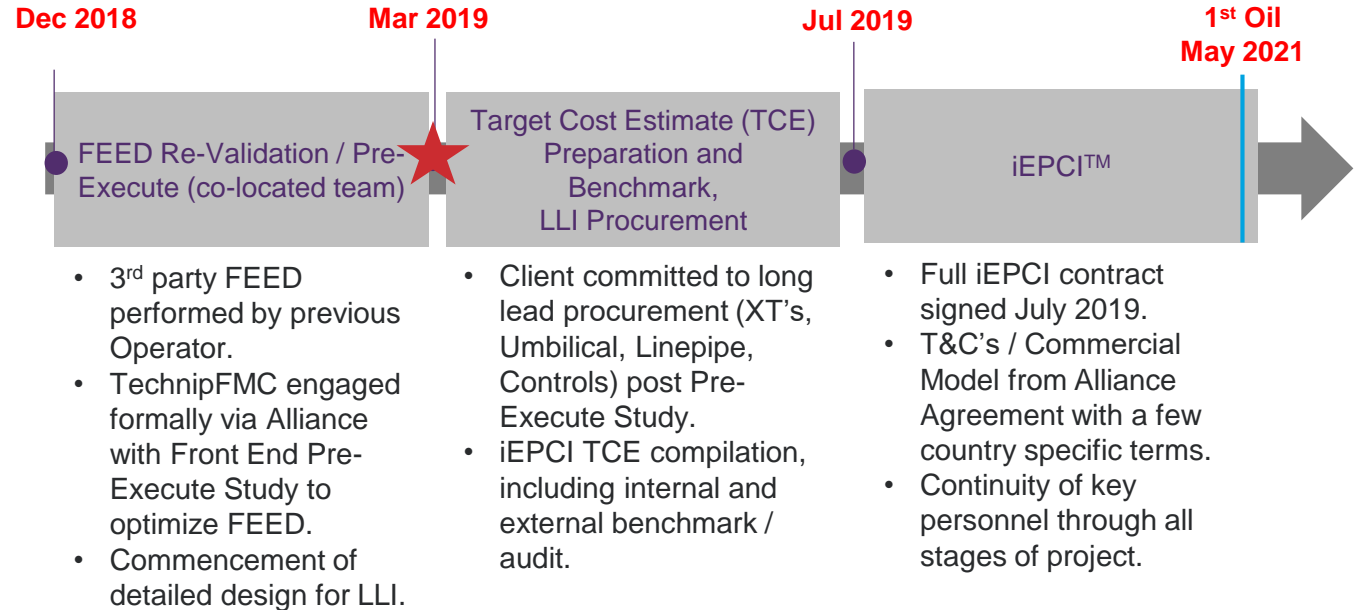 Dec 2018
Mar 2019
Jul 2019
1st Oil
May 2021
FEED Re-Validation / Pre-
Execute (co-located team)
Target Cost Estimate (TCE)
Preparation and
Benchmark,
LLI Procurement
iEPCI™
• 3rd party FEED
performed by previous
Operator.
• TechnipFMC engaged
formally via Alliance
with Front End Pre-
Execute Study to
optimize FEED.
• Commencement of
detailed design for LLI.
• Client committed to long
lead procurement (XT's,
Umbilical, Linepipe,
Controls) post Pre-
Execute Study.
• iEPCI TCE compilation,
including internal and
external benchmark /
audit.
• Full iEPCI contract
signed July 2019.
• T&C's / Commercial
Model from Alliance
Agreement with a few
country specific terms.
• Continuity of key
personnel through all
stages of project.